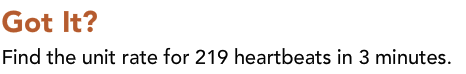 Got It?
Find the unit rate for 219 heartbeats in 3 minutes.